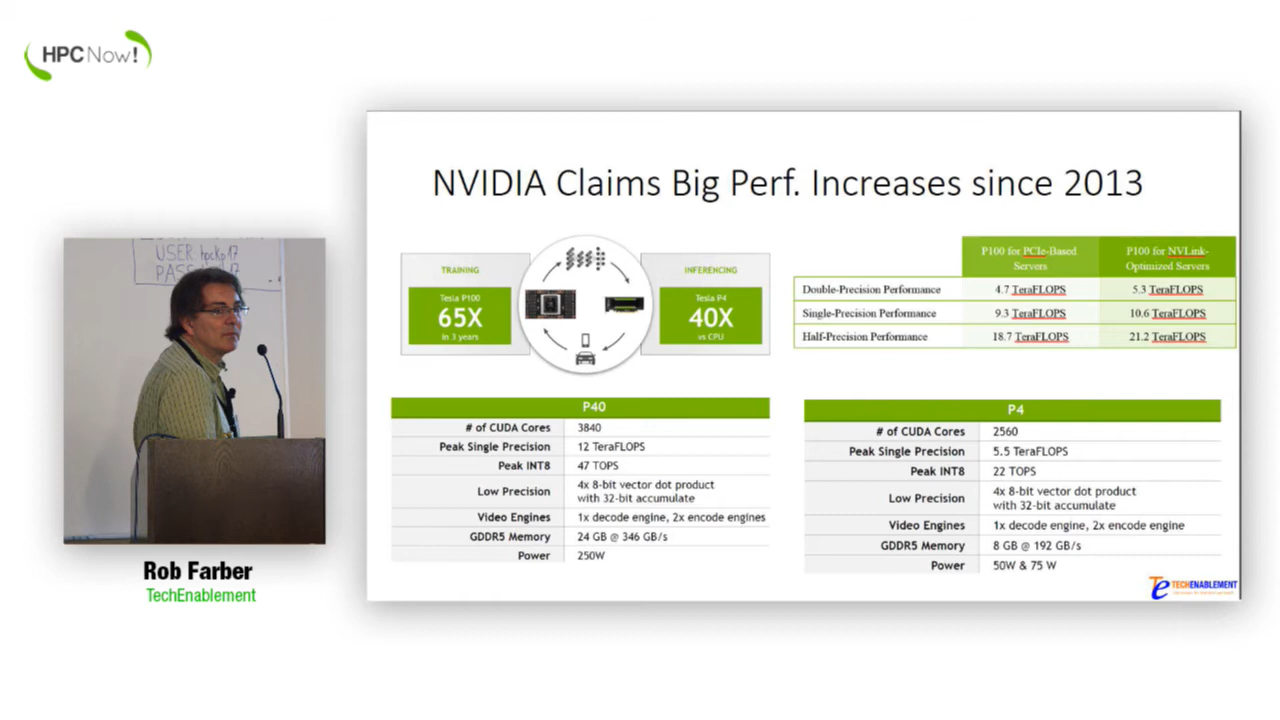 HPCNow!
NVIDIA Claims Big Perf. Increases since 2013
TRAINING
Tesla P100
65X
in 3 years
INFERENCING
Tesla P4
40X
vs CPU
P100 for PCIe-Based Servers P100 for NVLink-Optimized Servers
Double-Precision Performance 4.7 TeraFLOPS 5.3 TeraFLOPS
Single-Precision Performance 9.3 TeraFLOPS 10.6 TeraFLOPS
Half-Precision Performance 18.7 TeraFLOPS 21.2 TeraFLOPS
P40
# of CUDA Cores 3840
Peak Single Precision 12 TeraFLOPS
Peak INT8 47 TOPS
Low Precision 4x 8-bit vector dot product
with 32-bit accumulate
Video Engines 1x decode engine, 2x encode engines
GDDR5 Memory 24 GB @ 346 GB/s
Power 250W
P4
# of CUDA Cores 2560
Peak Single Precision 5.5 TeraFLOPS
Peak INT8 22 TOPS
Low Precision 4x 8-bit vector dot product
with 32-bit accumulate
Video Engines 1x decode engine, 2x encode engine
GDDR5 Memory 8 GB @ 192 GB/s
Power 50W & 75 W
TECHENABLEMENT
USER: hpckp17
Rob Farber
TechEnablement